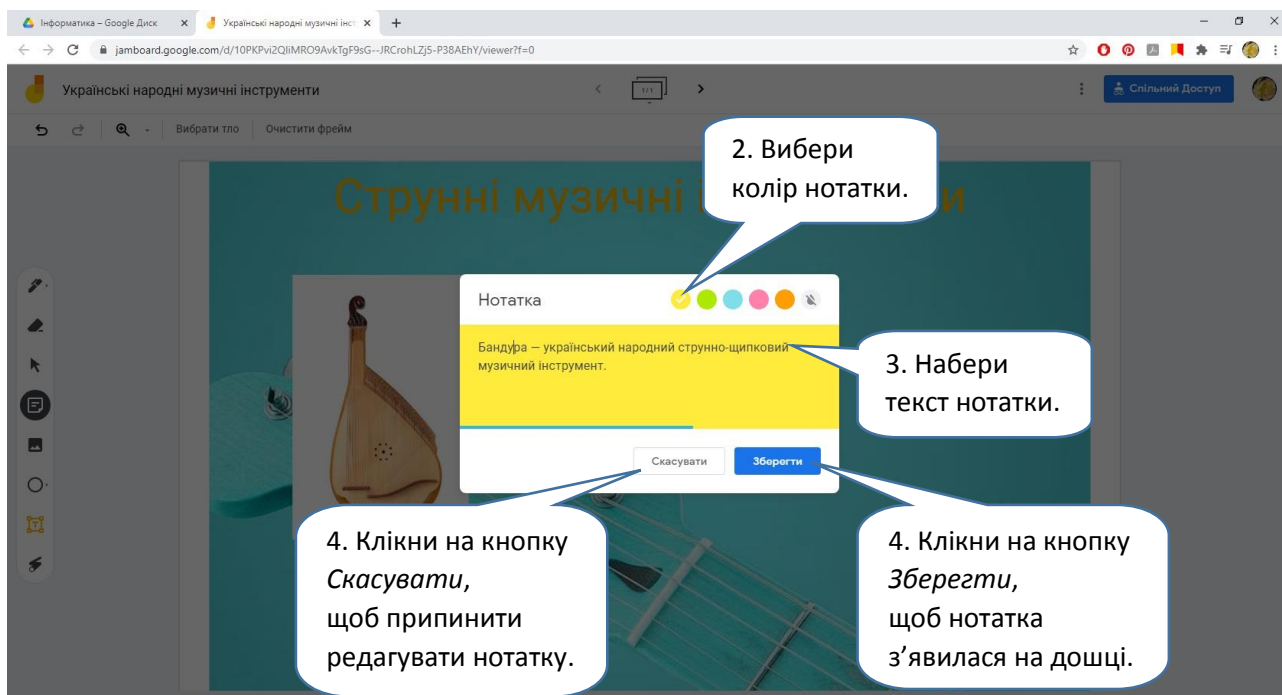 Інформатика – Google Диск
Українські народні музичні інст
jamboard.google.com/d/10PKPvi2QIiMRO9AvkTgF9sG--JRCrohLZj5-P38AEhY/viewer?f=0
Українські народні музичні інструменти
1/1
Спільний Доступ
Вибрати тло
Очистити фрейм
Струнні музичні і
и
2. Вибери
колір нотатки.
Нотатка
Бандура — український народний струнно-щипковий
музичний інструмент.
3. Набери
текст нотатки.
Скасувати
Зберегти
4. Клікни на кнопку
Скасувати,
щоб припинити
редагувати нотатку.
4. Клікни на кнопку
Зберегти,
щоб нотатка
з’явилася на дошці.